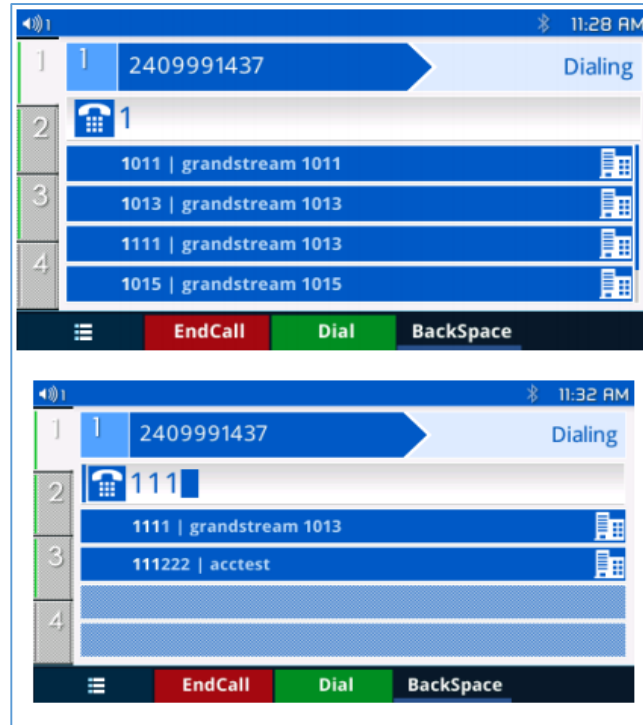 1 11:28 AM
1 1 2409991437 Dialing
2 1
1011 | grandstream 1011
3 1013 | grandstream 1013
1111 | grandstream 1013
4 1015 | grandstream 1015
EndCall Dial BackSpace
1 11:32 AM
1 1 2409991437 Dialing
2 111
1111 | grandstream 1013
3 111222 | acctest
4
EndCall Dial BackSpace